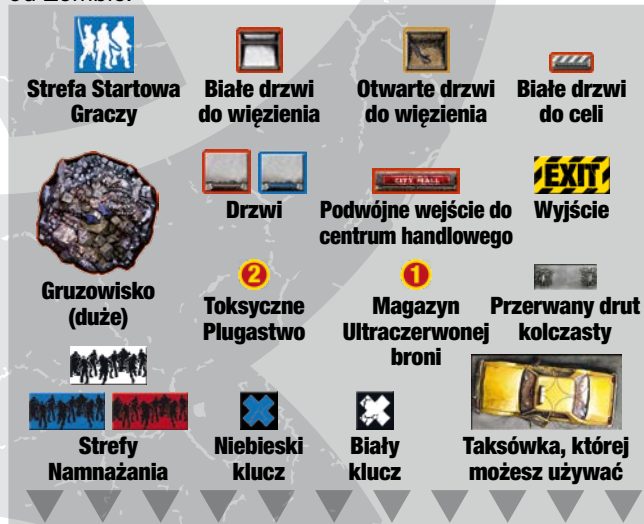 od Zombie.
Strefa Startowa
Graczy
Białe drzwi
do więzienia
Otwarte drzwi
do więzienia
Białe drzwi
do celi
Gruzowisko
(duże)
Drzwi
CITY MALL
Podwójne wejście do
centrum handlowego
EXIT
Wyjście
2
Toksyczne
Plugastwo
1
Magazyn
Ultraczerwonej
broni
Przerwany drut
kolczasty
Strefy
Namnażania
Niebieski
klucz
Biały
klucz
Taksówka, której
możesz używać